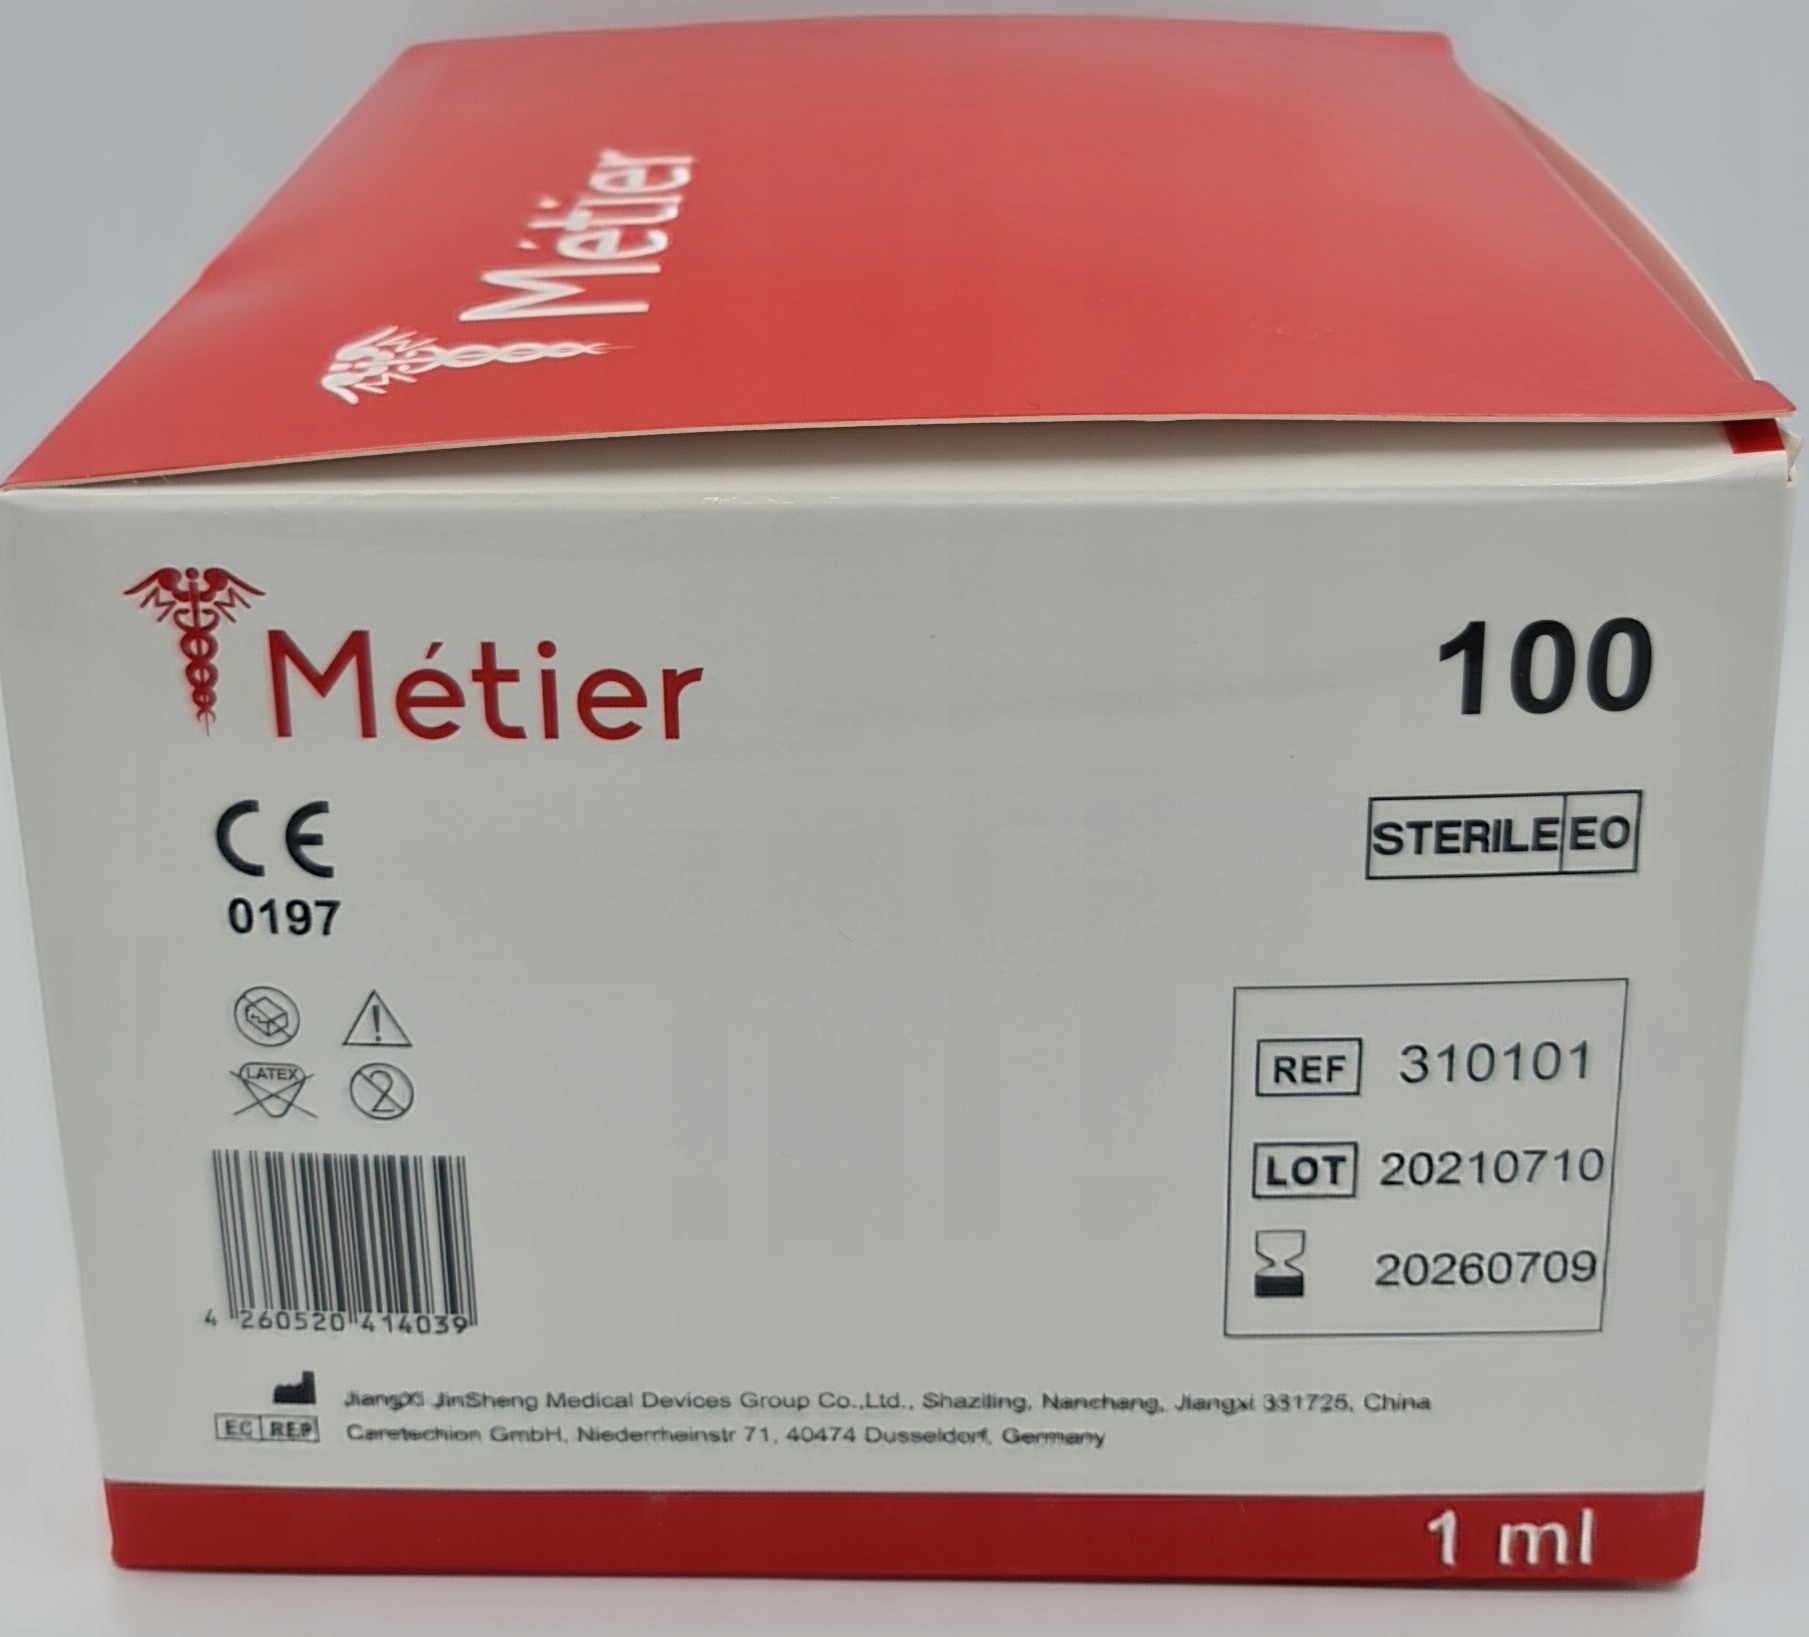 Métier
Métier
100
CE
0197
STERILE EO
LATEX
2
REF 310101
LOT 20210710
20260709
4 260520 414039
JiangXi JinSheng Medical Devices Group Co.,Ltd., Shaziling, Nanchang, Jiangxi 331725, China
EC REP Caretechion GmbH, Niederrheinstr 71, 40474 Dusseldorf, Germany
1 ml